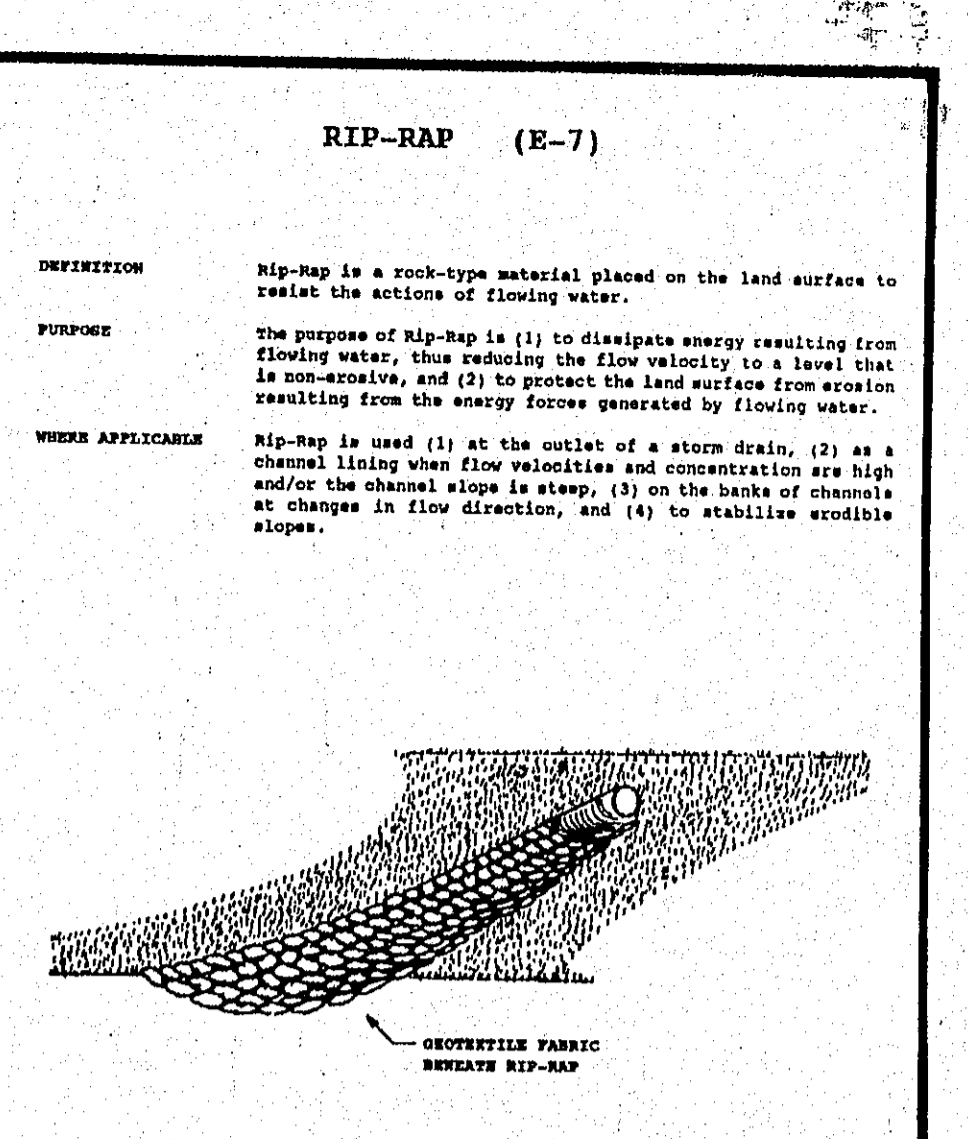 RIP-RAP (E-7)
DEFINITION
Rip-Rap is a rock-type material placed on the land surface to
resist the actions of flowing water.
PURPOSE
The purpose of Rip-Rap is (1) to dissipate energy resulting from
flowing water, thus reducing the flow velocity to a level that
is non-erosive, and (2) to protect the land surface from erosion
resulting from the energy forces generated by flowing water.
WHERE APPLICABLE
Rip-Rap is used (1) at the outlet of a storm drain, (2) as a
channel lining when flow velocities and concentration are high
and/or the channel slope is steep, (3) on the banks of channels
at changes in flow direction, and (4) to stabilize erodible
slopes.
GEOTEXTILE FABRIC
BENEATH RIP-RAP